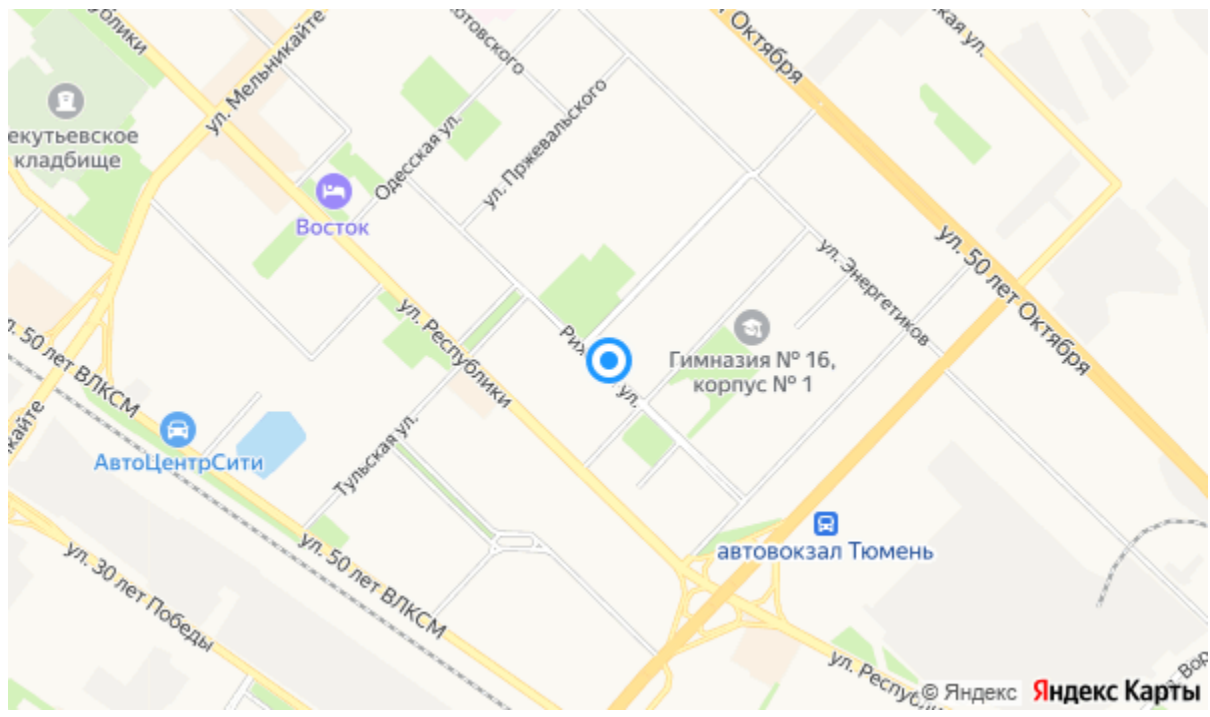 ул. Мельникайте
ул. Октября
екутьевское
кладбище
Одесская ул.
ул. Пржевальского
Восток
ул. 50 лет Октября
ул. Энергетиков
ул. Республики
Гимназия № 16,
корпус № 1
50 лет ВЛКСМ
АвтоЦентрСити
Тульская ул.
автовокзал Тюмень
ул. 50 лет ВЛКСМ
ул. 30 лет Победы
© Яндекс Яндекс Карты